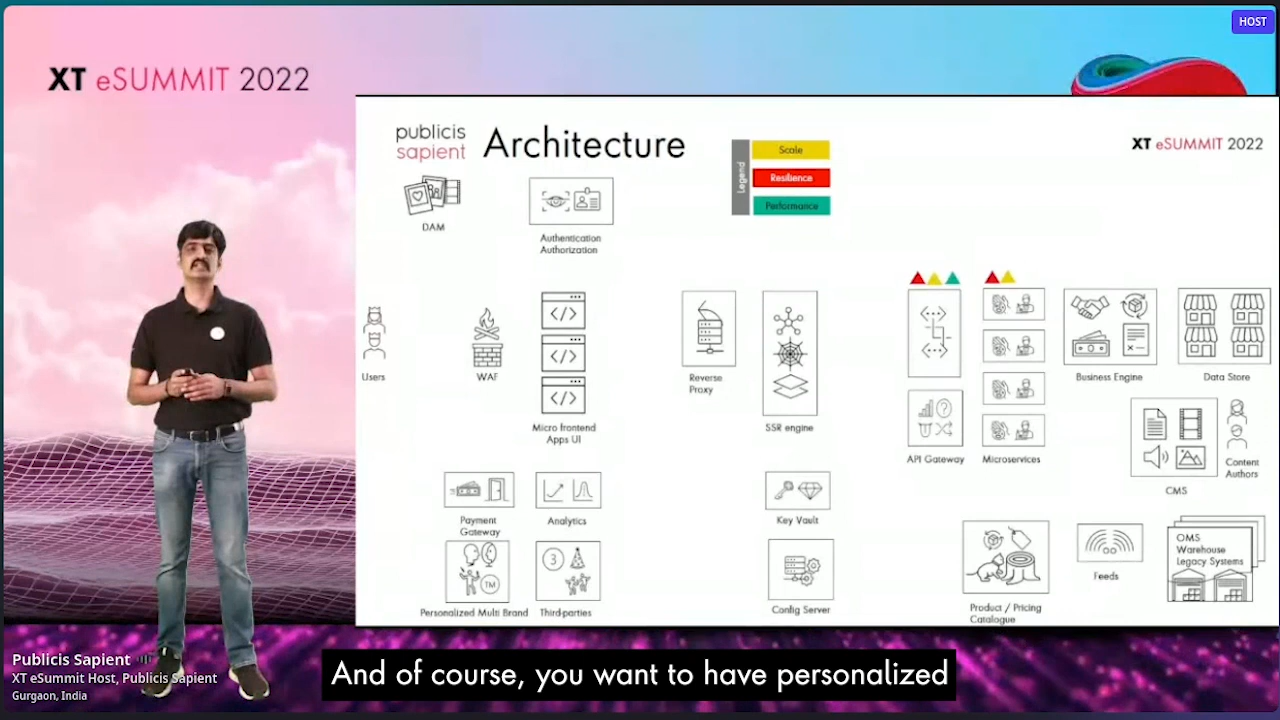 HOST
XT eSUMMIT 2022
publicis
sapient
Architecture
Legend
Scale
Resilience
Performance
XT eSUMMIT 2022
DAM
Authentication
Authorization
Users
WAF
</>
</>
</>
Micro frontend
Apps UI
Reverse
Proxy
SSR engine
API Gateway
Microservices
Business Engine
Data Store
CMS
Content
Authors
Payment
Gateway
Analytics
Key Vault
TM
Personalized Multi Brand
3
Third-parties
Config Server
Product / Pricing
Catalogue
Feeds
OMS
Warehouse
Legacy Systems
Publicis Sapient
XT eSummit Host, Publicis Sapient
Gurgaon, India
And of course, you want to have personalized